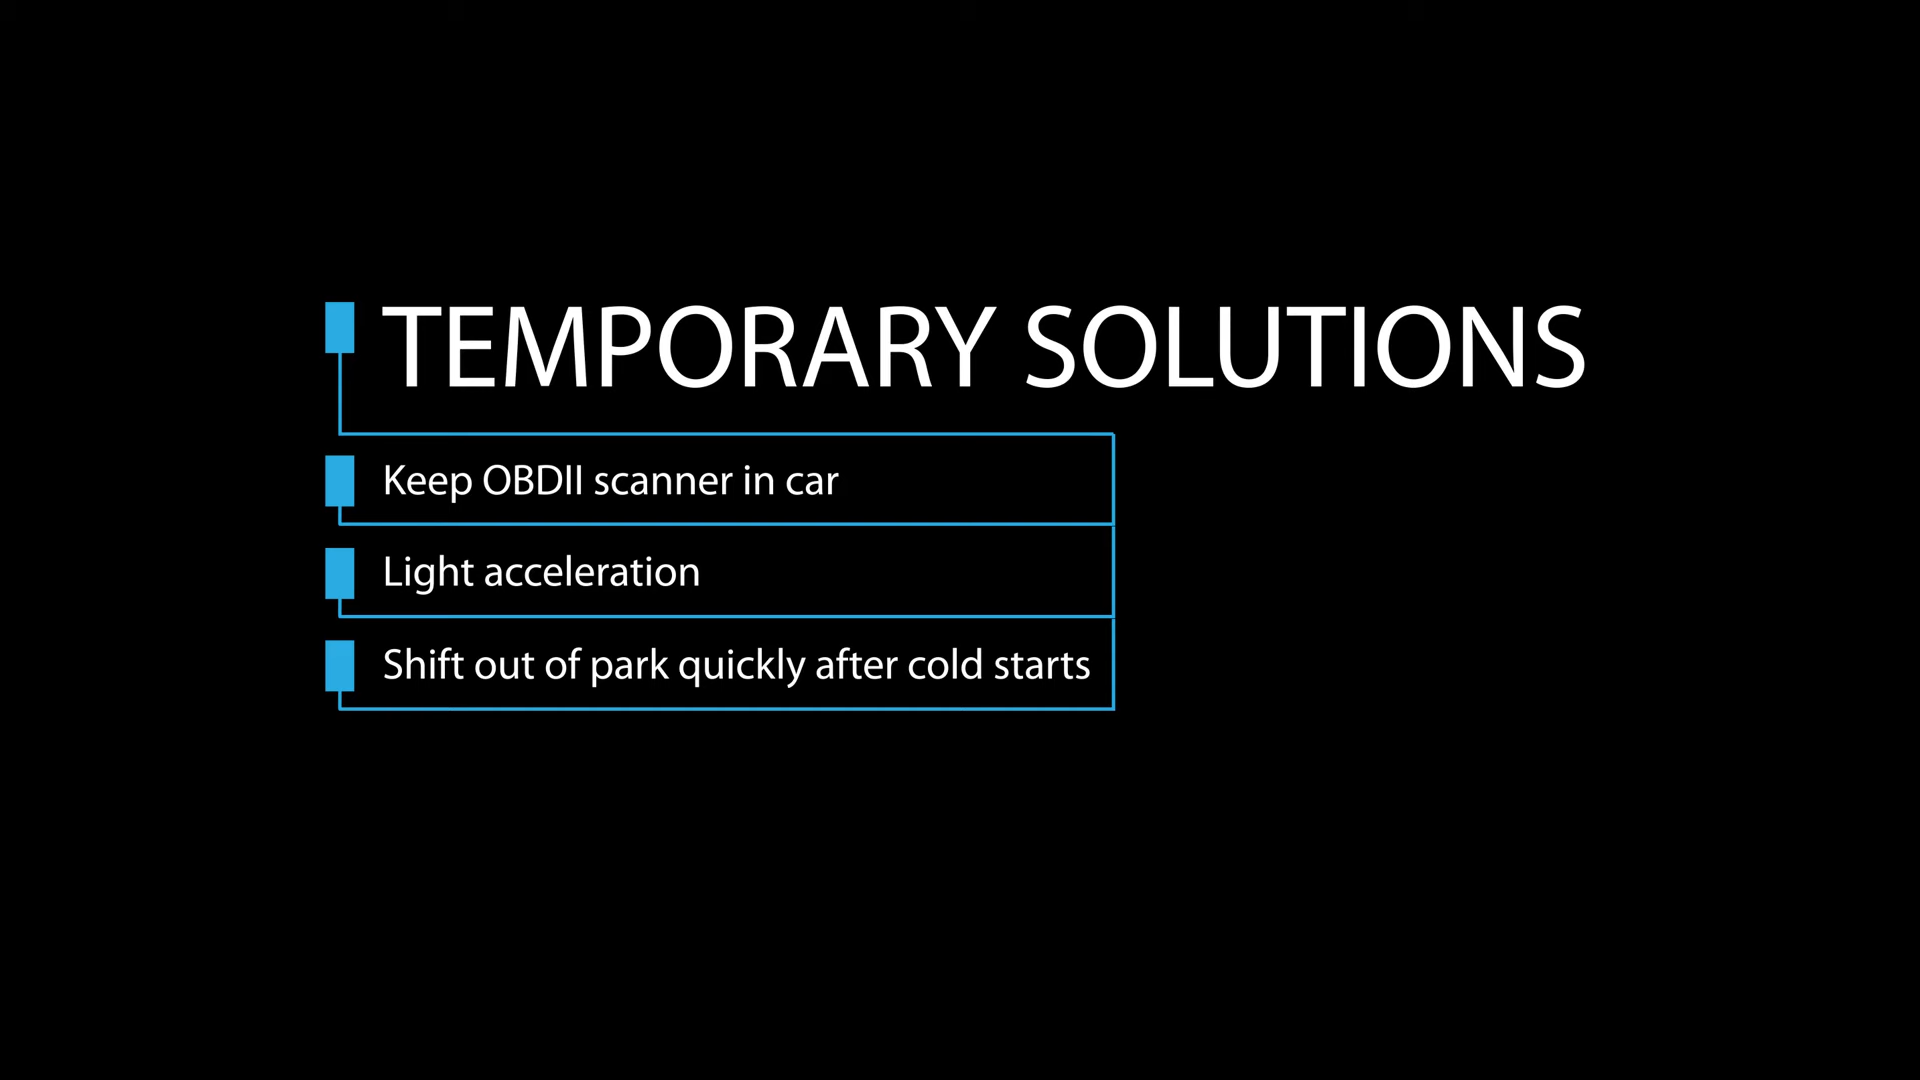 TEMPORARY SOLUTIONS
Keep OBDII scanner in car
Light acceleration
Shift out of park quickly after cold starts